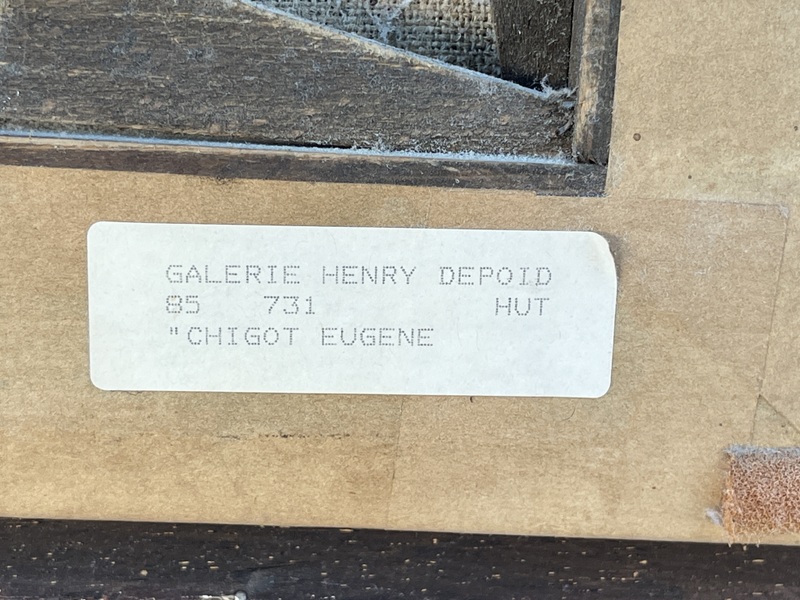 GALERIE HENRY DEPOID
85 731 HUT
"CHIGOT EUGENE